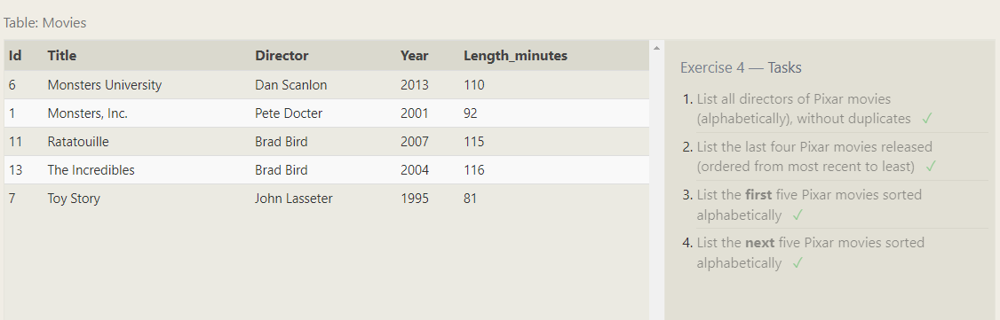 Table: Movies
Id Title Director Year Length_minutes
6 Monsters University Dan Scanlon 2013 110
1 Monsters, Inc. Pete Docter 2001 92
11 Ratatouille Brad Bird 2007 115
13 The Incredibles Brad Bird 2004 116
7 Toy Story John Lasseter 1995 81
Exercise 4 — Tasks
1. List all directors of Pixar movies
(alphabetically), without duplicates ✓
2. List the last four Pixar movies released
(ordered from most recent to least) ✓
3. List the first five Pixar movies sorted
alphabetically ✓
4. List the next five Pixar movies sorted
alphabetically ✓